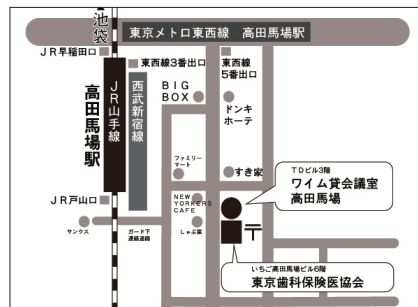 池袋
東京メトロ東西線 高田馬場駅
JR早稲田口
東西線3番出口
東西線
5番出口
BIG
BOX
ドンキ
ホーテ
高田馬場駅
JR山手線
西武新宿線
ファミリー
マート
すき家
TDビル3階
ワイム貸会議室
高田馬場
JR戸山口
NEW
YORKERS
CAFE
サンクス
ガード下
連絡通路
しゃぶ葉
〒
いちご高田馬場ビル6階
東京歯科保険医協会